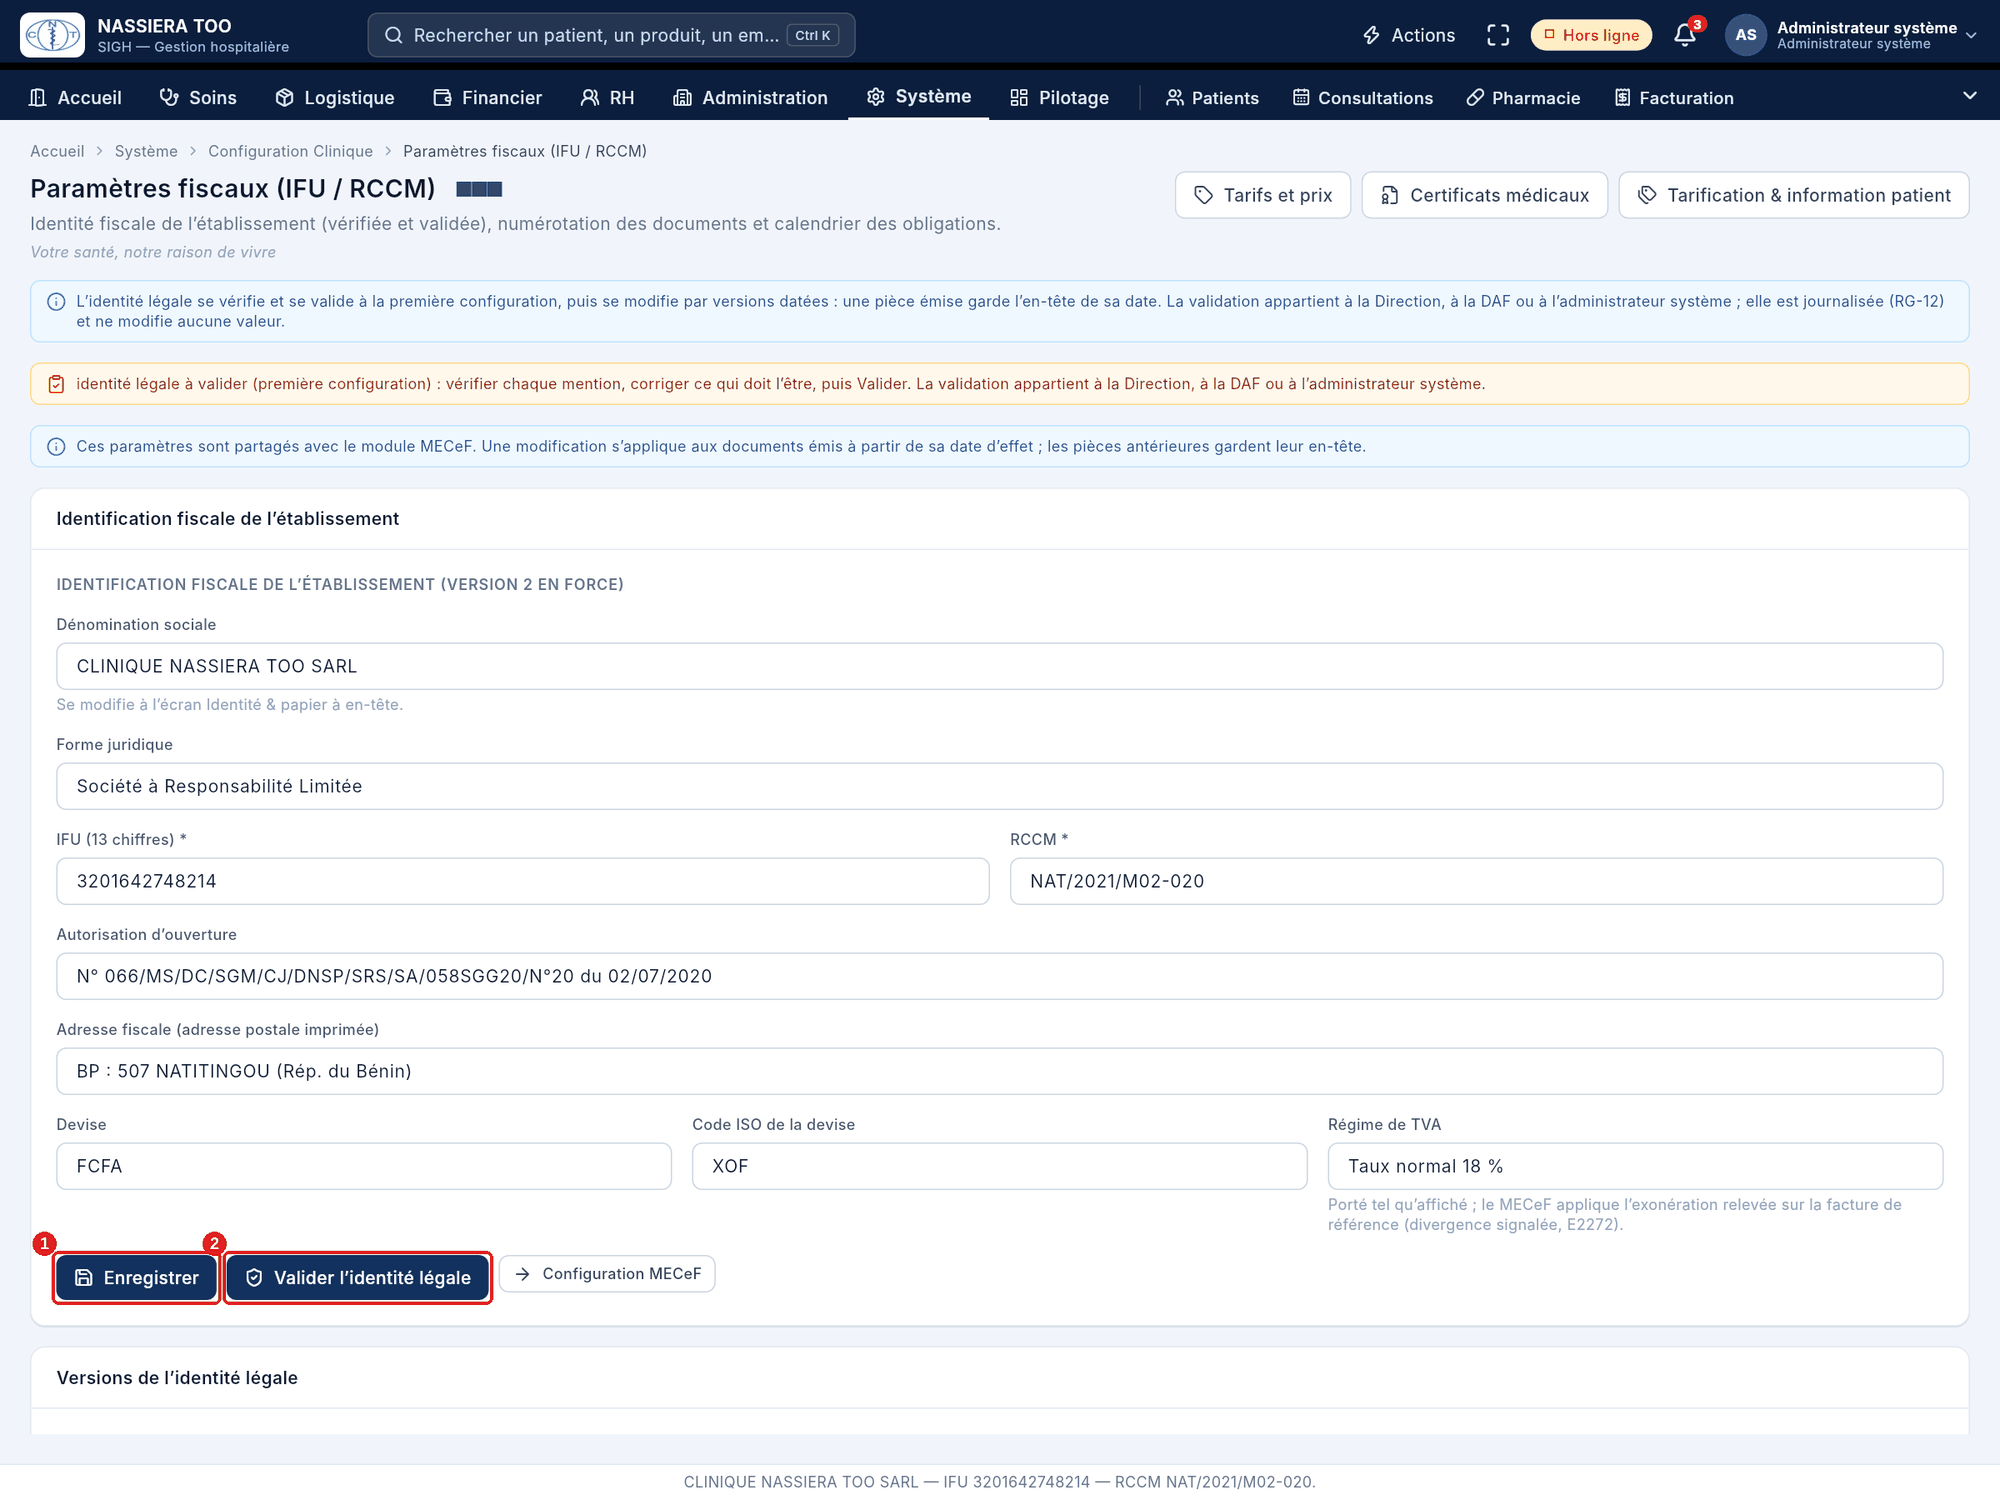 NASSIERA TOO
SIGH — Gestion hospitalière
Rechercher un patient, un produit, un em... Ctrl K
Actions
Hors ligne
3
AS
Administrateur système
Administrateur système
Accueil
Soins
Logistique
Financier
RH
Administration
Système
Pilotage
Patients
Consultations
Pharmacie
Facturation
Accueil > Système > Configuration Clinique > Paramètres fiscaux (IFU / RCCM)
Paramètres fiscaux (IFU / RCCM)
Tarifs et prix
Certificats médicaux
Tarification & information patient
Identité fiscale de l’établissement (vérifiée et validée), numérotation des documents et calendrier des obligations.
Votre santé, notre raison de vivre
L’identité légale se vérifie et se valide à la première configuration, puis se modifie par versions datées : une pièce émise garde l’en-tête de sa date. La validation appartient à la Direction, à la DAF ou à l’administrateur système ; elle est journalisée (RG-12)
et ne modifie aucune valeur.
identité légale à valider (première configuration) : vérifier chaque mention, corriger ce qui doit l’être, puis Valider. La validation appartient à la Direction, à la DAF ou à l’administrateur système.
Ces paramètres sont partagés avec le module MECeF. Une modification s’applique aux documents émis à partir de sa date d’effet ; les pièces antérieures gardent leur en-tête.
Identification fiscale de l’établissement
IDENTIFICATION FISCALE DE L’ÉTABLISSEMENT (VERSION 2 EN FORCE)
Dénomination sociale
CLINIQUE NASSIERA TOO SARL
Se modifie à l’écran Identité & papier à en-tête.
Forme juridique
Société à Responsabilité Limitée
IFU (13 chiffres) *
RCCM *
3201642748214
NAT/2021/M02-020
Autorisation d’ouverture
N° 066/MS/DC/SGM/CJ/DNSP/SRS/SA/058SGG20/N°20 du 02/07/2020
Adresse fiscale (adresse postale imprimée)
BP : 507 NATITINGOU (Rép. du Bénin)
Devise
Code ISO de la devise
Régime de TVA
FCFA
XOF
Taux normal 18 %
Porté tel qu’affiché ; le MECeF applique l’exonération relevée sur la facture de
référence (divergence signalée, E2272).
1
2
Enregistrer
Valider l’identité légale
Configuration MECeF
Versions de l’identité légale
CLINIQUE NASSIERA TOO SARL — IFU 3201642748214 — RCCM NAT/2021/M02-020.